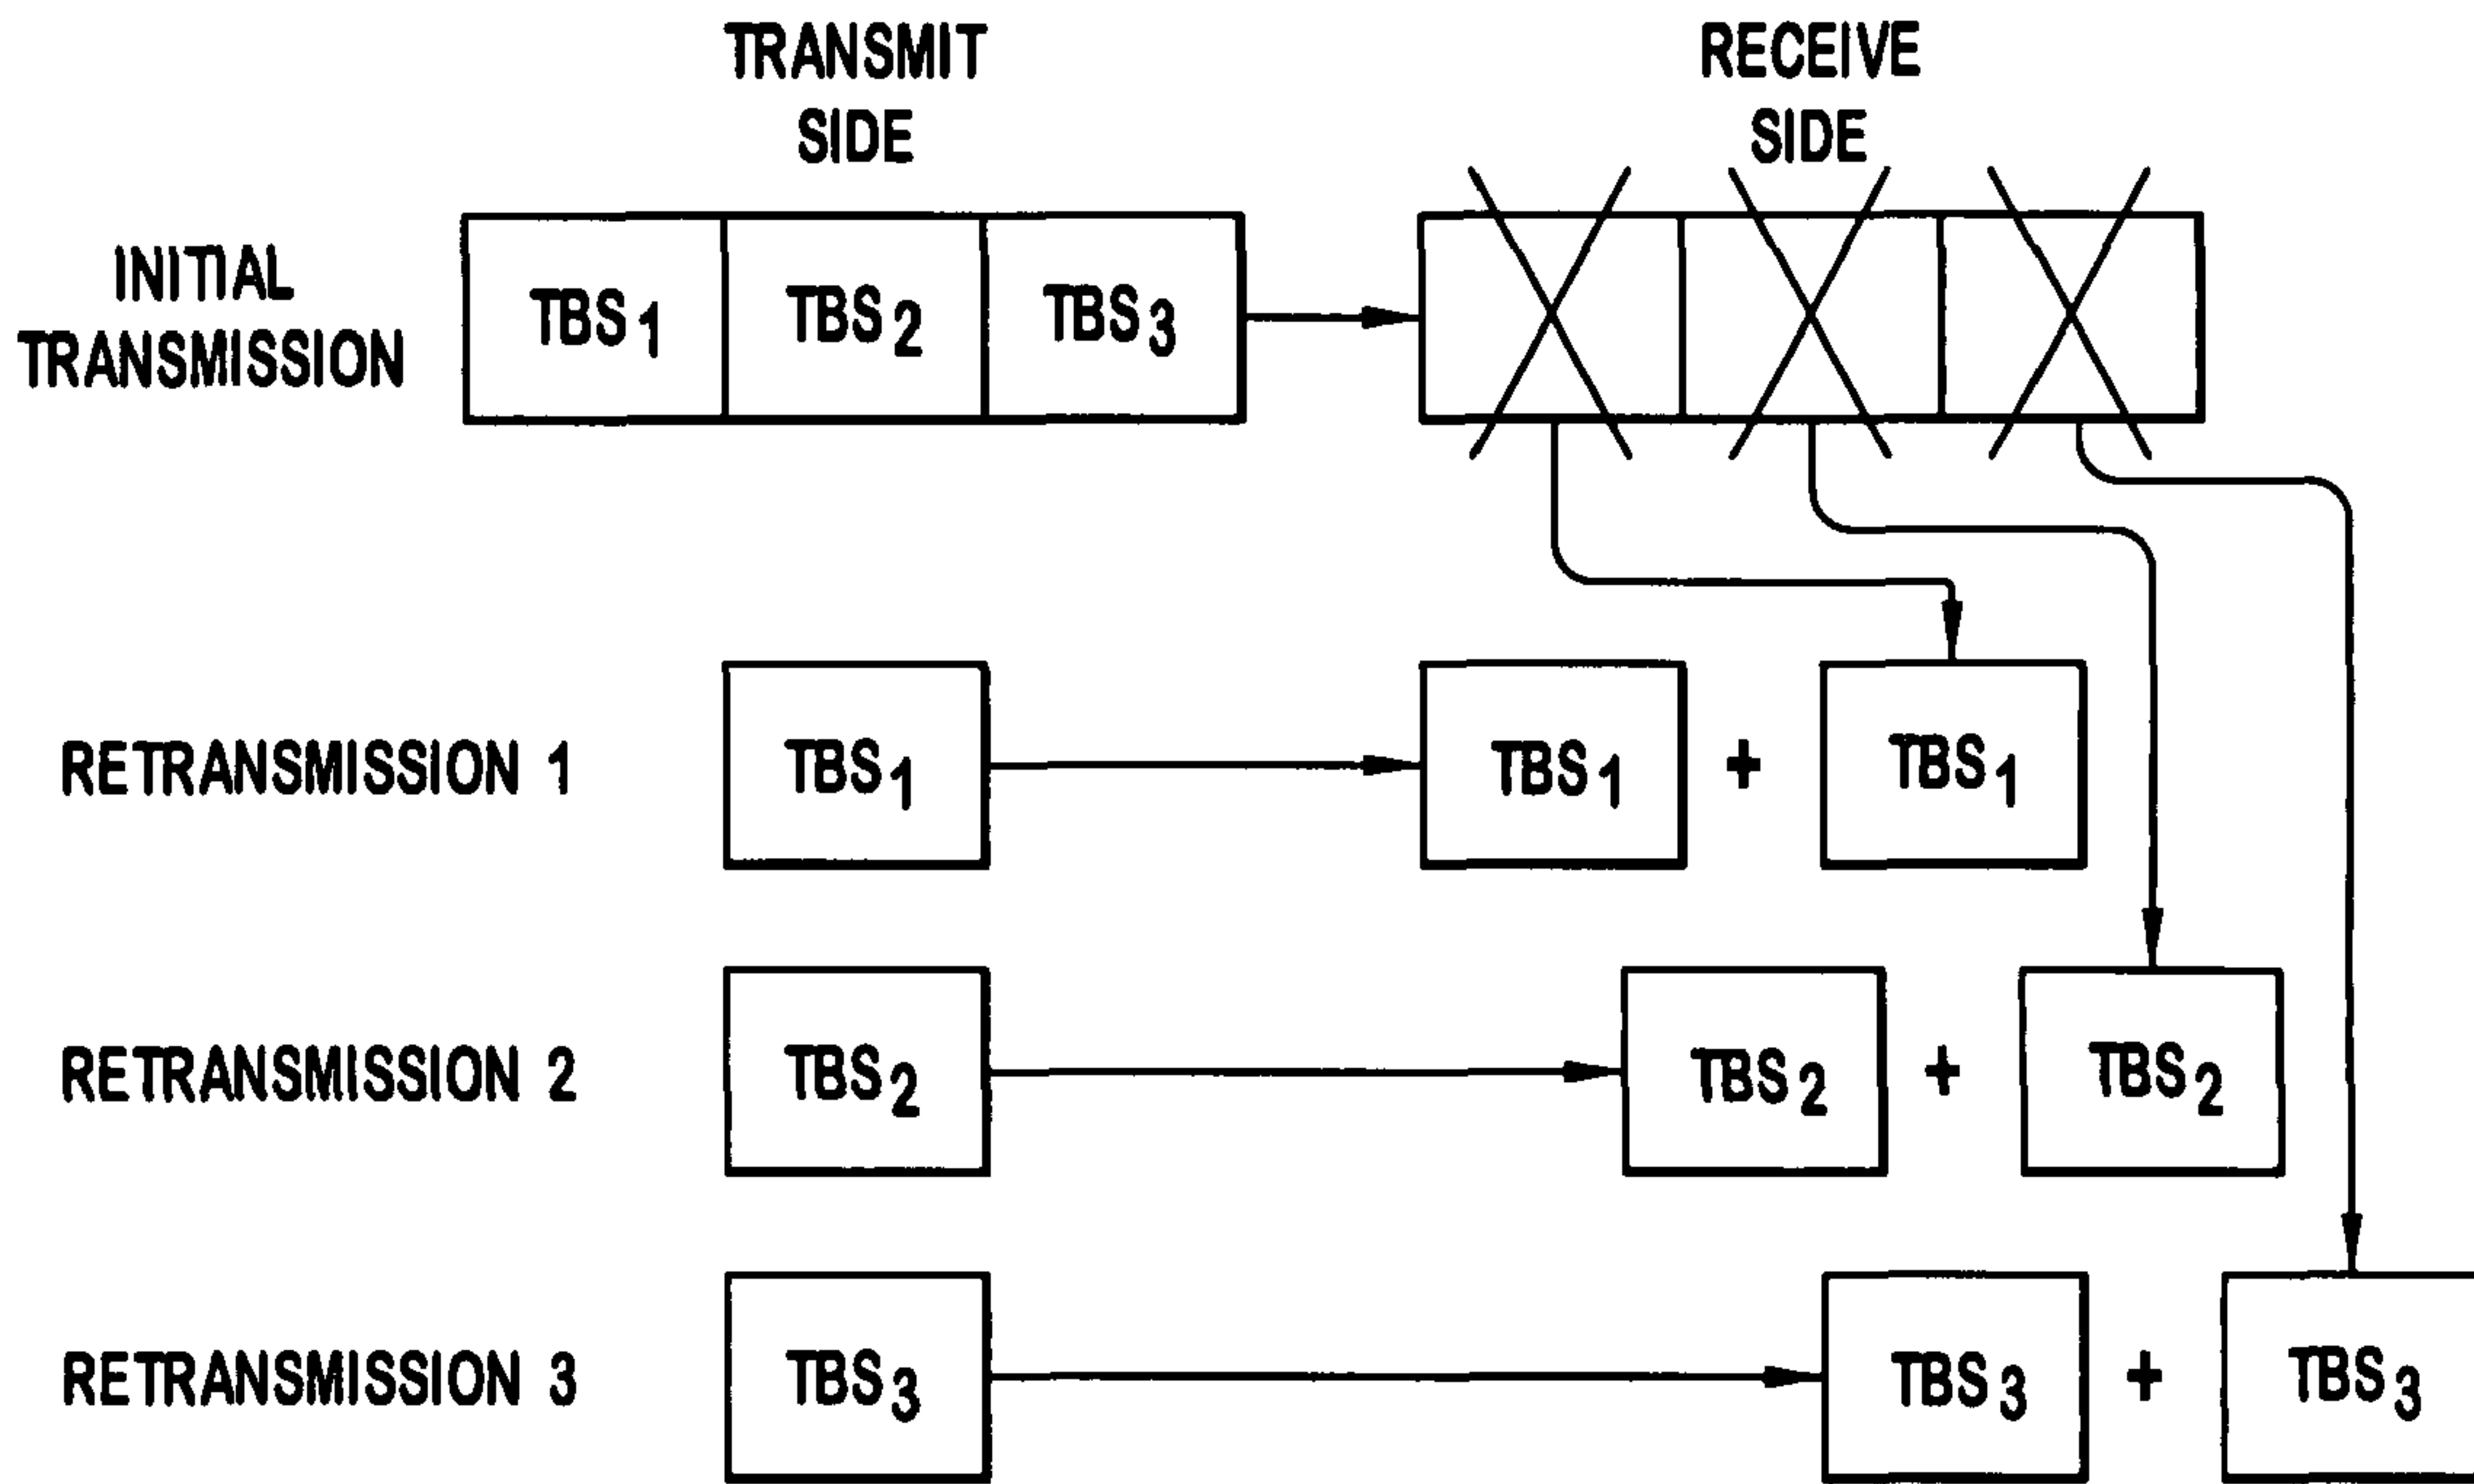 TRANSMIT
SIDE
RECEIVE
SIDE
INITIAL
TRANSMISSION
TBS1 TBS2 TBS3
RETRANSMISSION 1 TBS1 TBS1 + TBS1
RETRANSMISSION 2 TBS2 TBS2 + TBS2
RETRANSMISSION 3 TBS3 TBS3 + TBS3